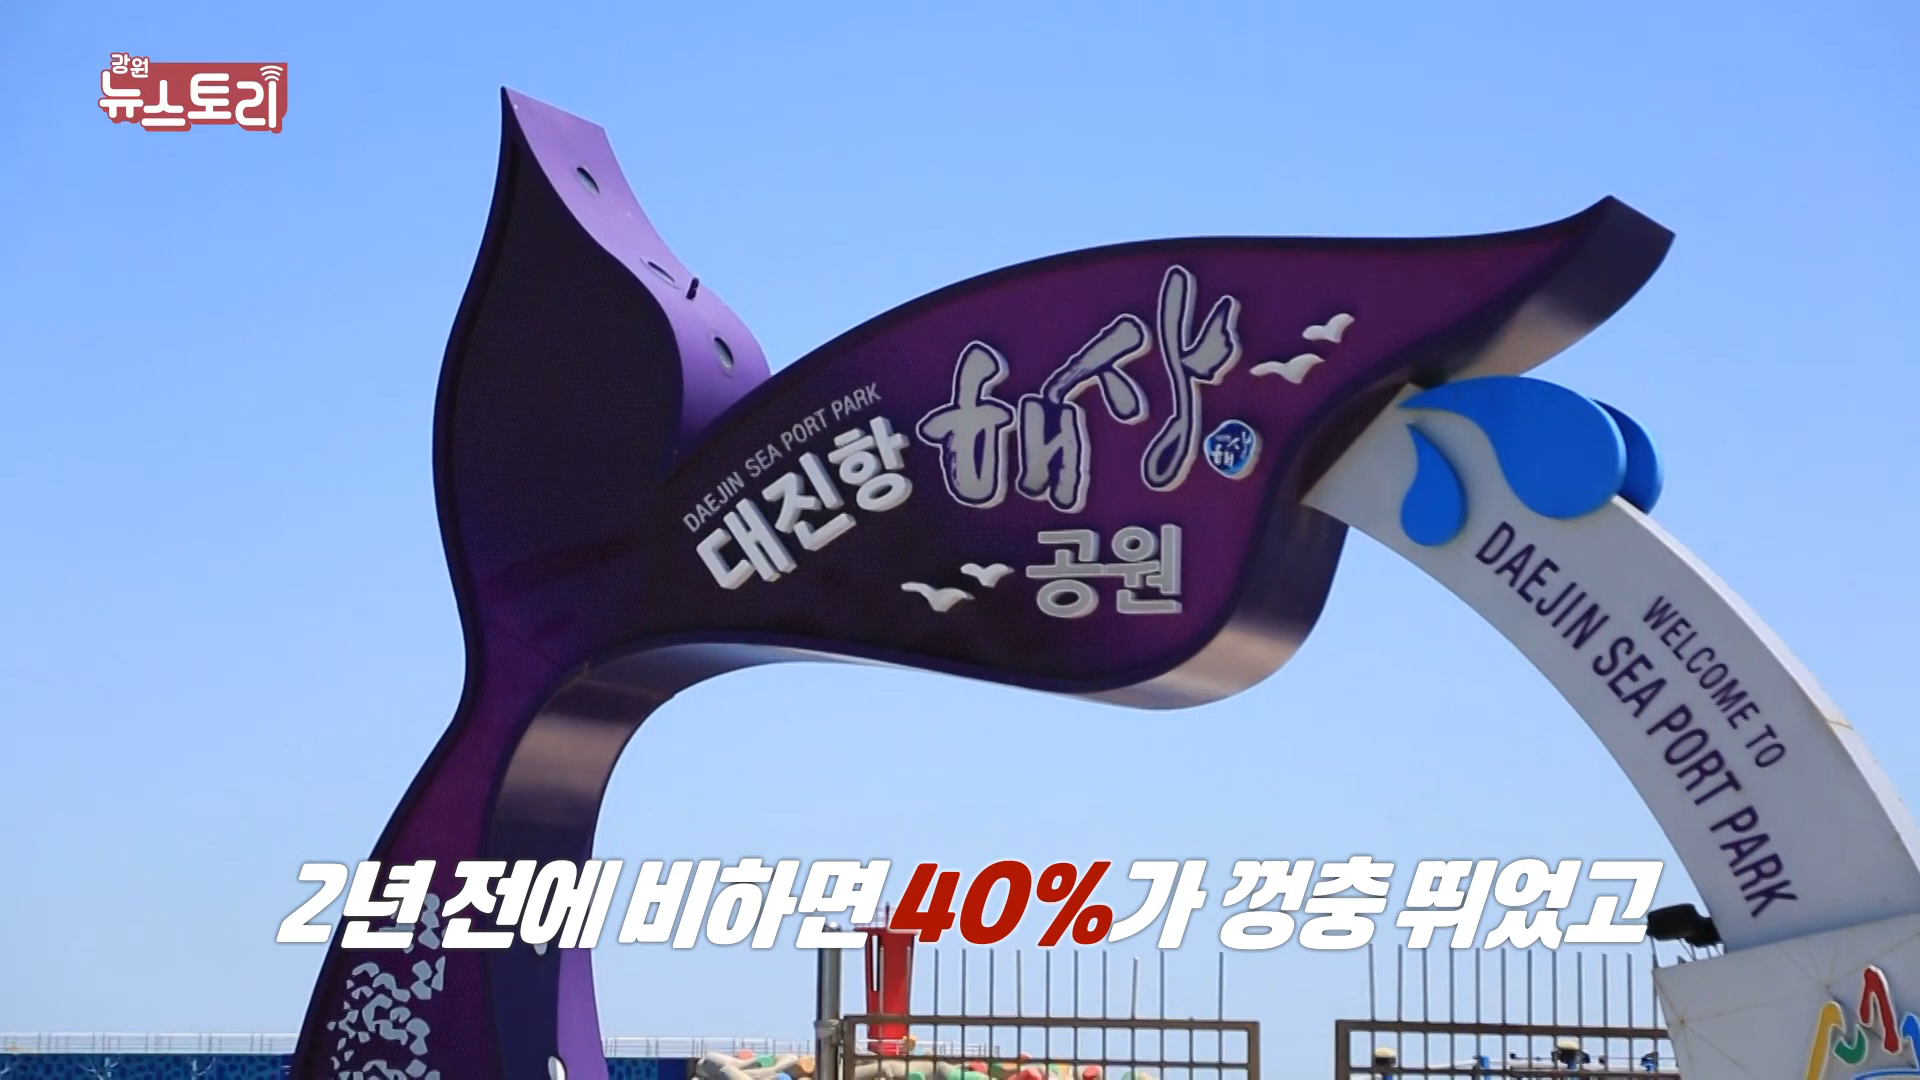 강원
뉴스토리
DAEJIN SEA PORT PARK
대진항 해상
공원
WELCOME TO
DAEJIN SEA PORT PARK
2년 전에 비하면 40%가 껑충 뛰었고